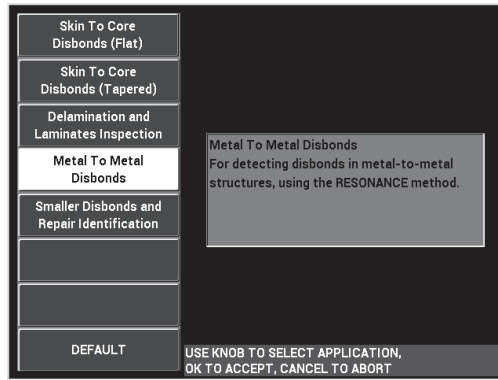 Skin To Core
Disbonds (Flat)
Skin To Core
Disbonds (Tapered)
Delamination and
Laminates Inspection
Metal To Metal
Disbonds
Smaller Disbonds and
Repair Identification
DEFAULT
Metal To Metal Disbonds
For detecting disbonds in metal-to-metal
structures, using the RESONANCE method.
USE KNOB TO SELECT APPLICATION,
OK TO ACCEPT, CANCEL TO ABORT